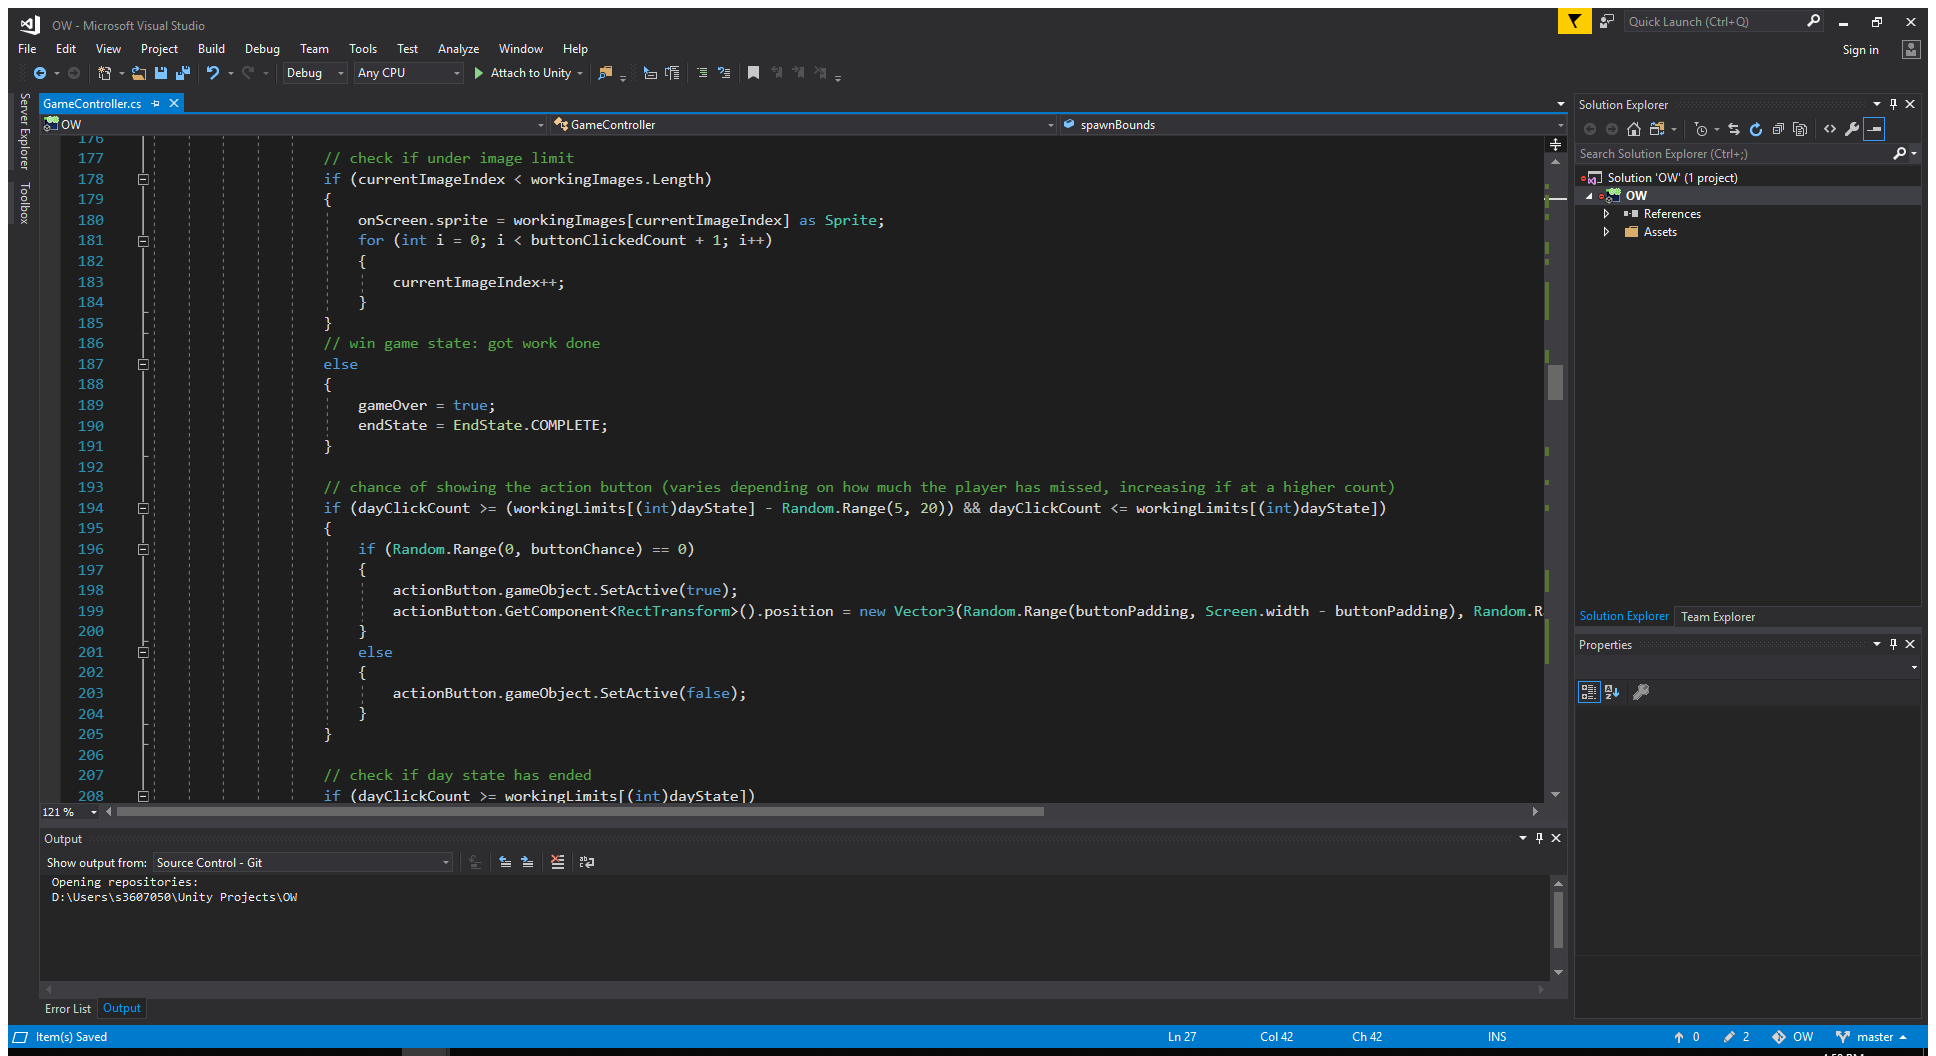 OW - Microsoft Visual Studio
Quick Launch (Ctrl+Q)
File Edit View Project Build Debug Team Tools Test Analyze Window Help
Sign in
Debug Any CPU Attach to Unity
Server Explorer
Toolbox
GameController.cs
OW GameController spawnBounds
176
177 // check if under image limit
178 if (currentImageIndex < workingImages.Length)
179 {
180 onScreen.sprite = workingImages[currentImageIndex] as Sprite;
181 for (int i = 0; i < buttonClickedCount + 1; i++)
182 {
183 currentImageIndex++;
184 }
185 }
186 // win game state: got work done
187 else
188 {
189 gameOver = true;
190 endState = EndState.COMPLETE;
191 }
192
193 // chance of showing the action button (varies depending on how much the player has missed, increasing if at a higher count)
194 if (dayClickCount >= (workingLimits[(int)dayState] - Random.Range(5, 20)) && dayClickCount <= workingLimits[(int)dayState])
195 {
196 if (Random.Range(0, buttonChance) == 0)
197 {
198 actionButton.gameObject.SetActive(true);
199 actionButton.GetComponent<RectTransform>().position = new Vector3(Random.Range(buttonPadding, Screen.width - buttonPadding), Random.R
200 }
201 else
202 {
203 actionButton.gameObject.SetActive(false);
204 }
205 }
206
207 // check if day state has ended
208 if (dayClickCount >= workingLimits[(int)dayState])
121 %
Output
Show output from: Source Control - Git
Opening repositories:
D:\Users\s3607050\Unity Projects\OW
Error List Output
Solution Explorer
Search Solution Explorer (Ctrl+;)
Solution 'OW' (1 project)
OW
References
Assets
Solution Explorer Team Explorer
Properties
Item(s) Saved Ln 27 Col 42 Ch 42 INS 0 2 OW master